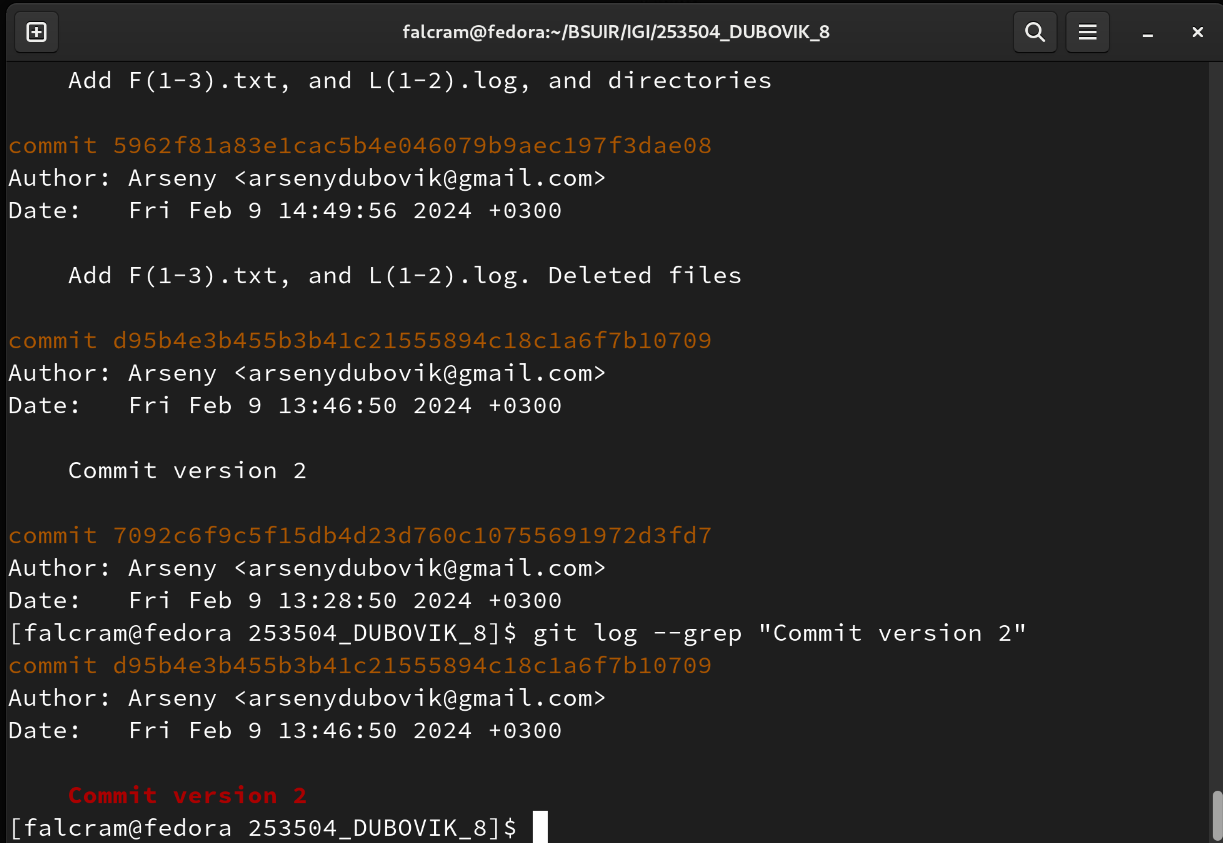 falcram@fedora:~/BSUIR/IGI/253504_DUBOVIK_8
    Add F(1-3).txt, and L(1-2).log, and directories
commit 5962f81a83e1cac5b4e046079b9aec197f3dae08
Author: Arseny <arsenydubovik@gmail.com>
Date:   Fri Feb 9 14:49:56 2024 +0300
    Add F(1-3).txt, and L(1-2).log. Deleted files
commit d95b4e3b455b3b41c21555894c18c1a6f7b10709
Author: Arseny <arsenydubovik@gmail.com>
Date:   Fri Feb 9 13:46:50 2024 +0300
    Commit version 2
commit 7092c6f9c5f15db4d23d760c10755691972d3fd7
Author: Arseny <arsenydubovik@gmail.com>
Date:   Fri Feb 9 13:28:50 2024 +0300
[falcram@fedora 253504_DUBOVIK_8]$ git log --grep "Commit version 2"
commit d95b4e3b455b3b41c21555894c18c1a6f7b10709
Author: Arseny <arsenydubovik@gmail.com>
Date:   Fri Feb 9 13:46:50 2024 +0300
    Commit version 2
[falcram@fedora 253504_DUBOVIK_8]$